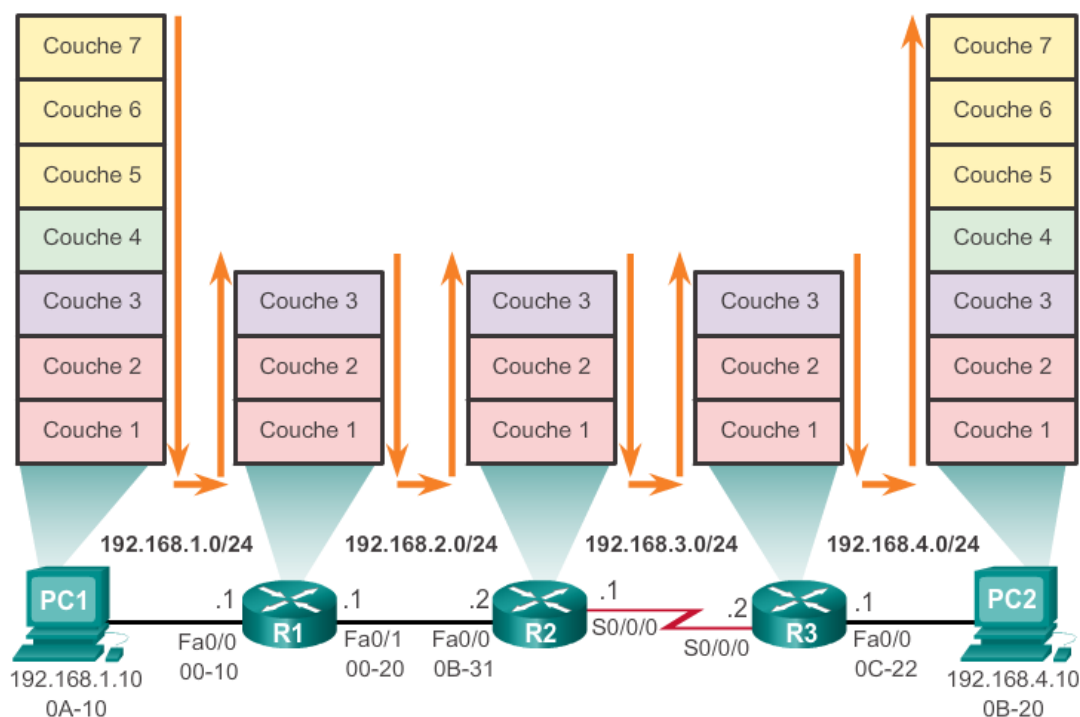 Couche 7
Couche 6
Couche 5
Couche 4
Couche 3
Couche 2
Couche 1
Couche 3
Couche 2
Couche 1
Couche 3
Couche 2
Couche 1
Couche 3
Couche 2
Couche 1
Couche 7
Couche 6
Couche 5
Couche 4
Couche 3
Couche 2
Couche 1
192.168.1.0/24
192.168.2.0/24
192.168.3.0/24
192.168.4.0/24
PC1
192.168.1.10
0A-10
.1
Fa0/0
00-10
R1
.1
Fa0/1
00-20
.2
Fa0/0
0B-31
R2
.1
S0/0/0
.2
S0/0/0
R3
.1
Fa0/0
0C-22
PC2
192.168.4.10
0B-20